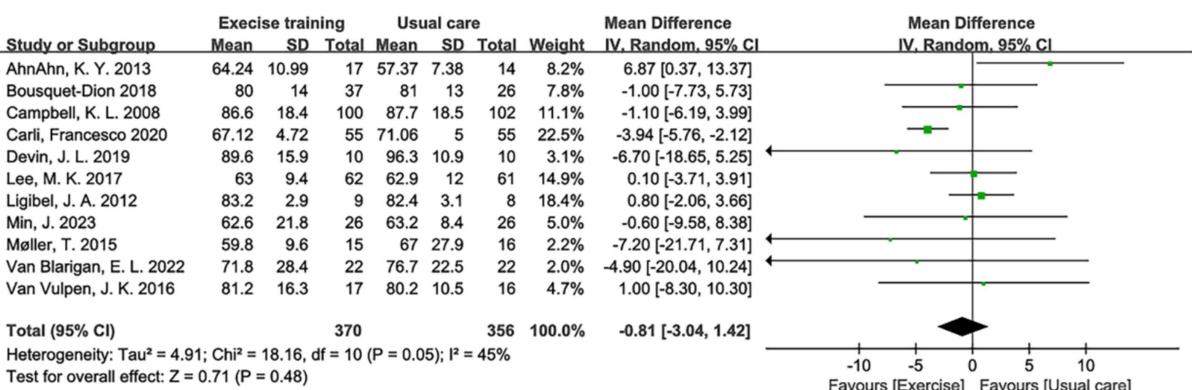 Execise training Usual care Mean Difference Mean Difference
Study or Subgroup Mean SD Total Mean SD Total Weight IV, Random, 95% CI IV, Random, 95% CI
AhnAhn, K. Y. 2013 64.24 10.99 17 57.37 7.38 14 8.2% 6.87 [0.37, 13.37]
Bousquet-Dion 2018 80 14 37 81 13 26 7.8% -1.00 [-7.73, 5.73]
Campbell, K. L. 2008 86.6 18.4 100 87.7 18.5 102 11.1% -1.10 [-6.19, 3.99]
Carli, Francesco 2020 67.12 4.72 55 71.06 5 55 22.5% -3.94 [-5.76, -2.12]
Devin, J. L. 2019 89.6 15.9 10 96.3 10.9 10 3.1% -6.70 [-18.65, 5.25]
Lee, M. K. 2017 63 9.4 62 62.9 12 61 14.9% 0.10 [-3.71, 3.91]
Ligibel, J. A. 2012 83.2 2.9 9 82.4 3.1 8 18.4% 0.80 [-2.06, 3.66]
Min, J. 2023 62.6 21.8 26 63.2 8.4 26 5.0% -0.60 [-9.58, 8.38]
Møller, T. 2015 59.8 9.6 15 67 27.9 16 2.2% -7.20 [-21.71, 7.31]
Van Blarigan, E. L. 2022 71.8 28.4 22 76.7 22.5 22 2.0% -4.90 [-20.04, 10.24]
Van Vulpen, J. K. 2016 81.2 16.3 17 80.2 10.5 16 4.7% 1.00 [-8.30, 10.30]
Total (95% CI) 370 356 100.0% -0.81 [-3.04, 1.42]
Heterogeneity: Tau² = 4.91; Chi² = 18.16, df = 10 (P = 0.05); I² = 45%
Test for overall effect: Z = 0.71 (P = 0.48)
-10 -5 0 5 10
Favours [Exercise] Favours [Usual care]